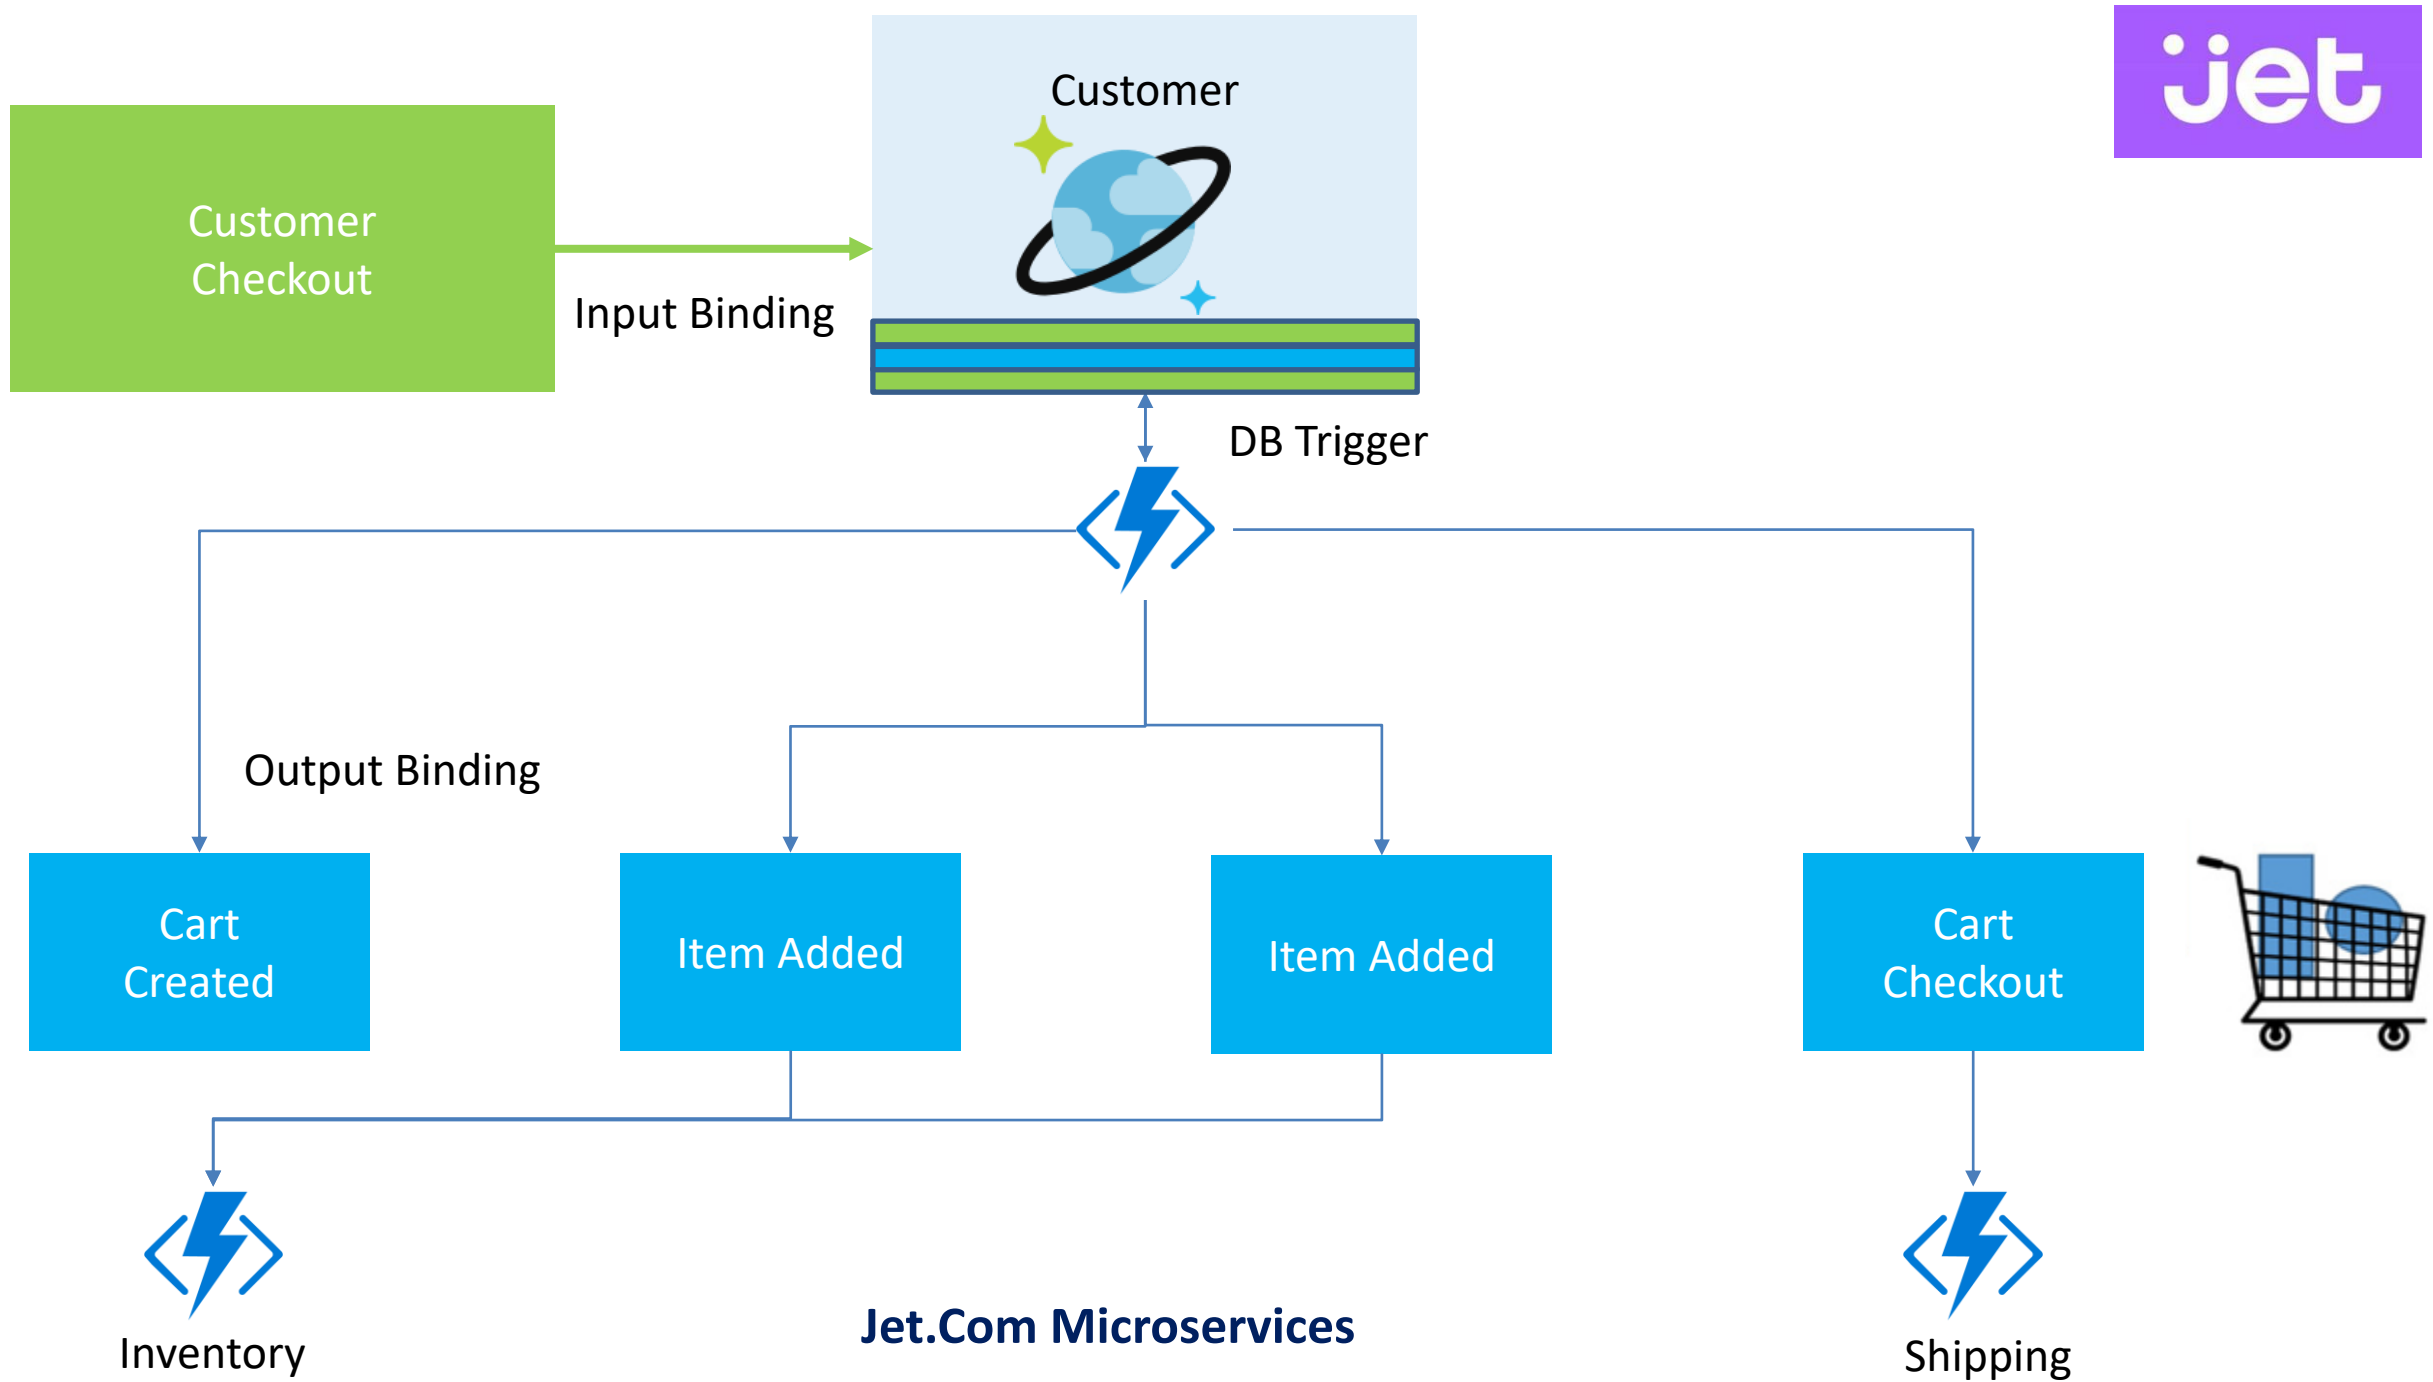 Customer
jet
Customer
Checkout
Input Binding
DB Trigger
Output Binding
Cart
Created
Item Added
Item Added
Cart
Checkout
Inventory
Jet.Com Microservices
Shipping